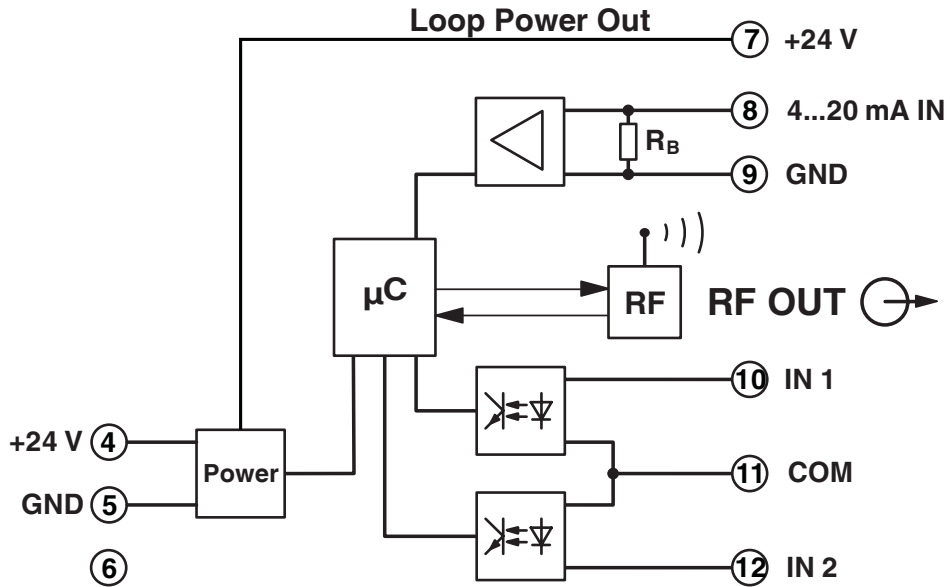 Loop Power Out
7 +24 V
8 4...20 mA IN
RB
9 GND
µC
RF
RF OUT
10 IN 1
+24 V 4
Power
11 COM
GND 5
6
12 IN 2